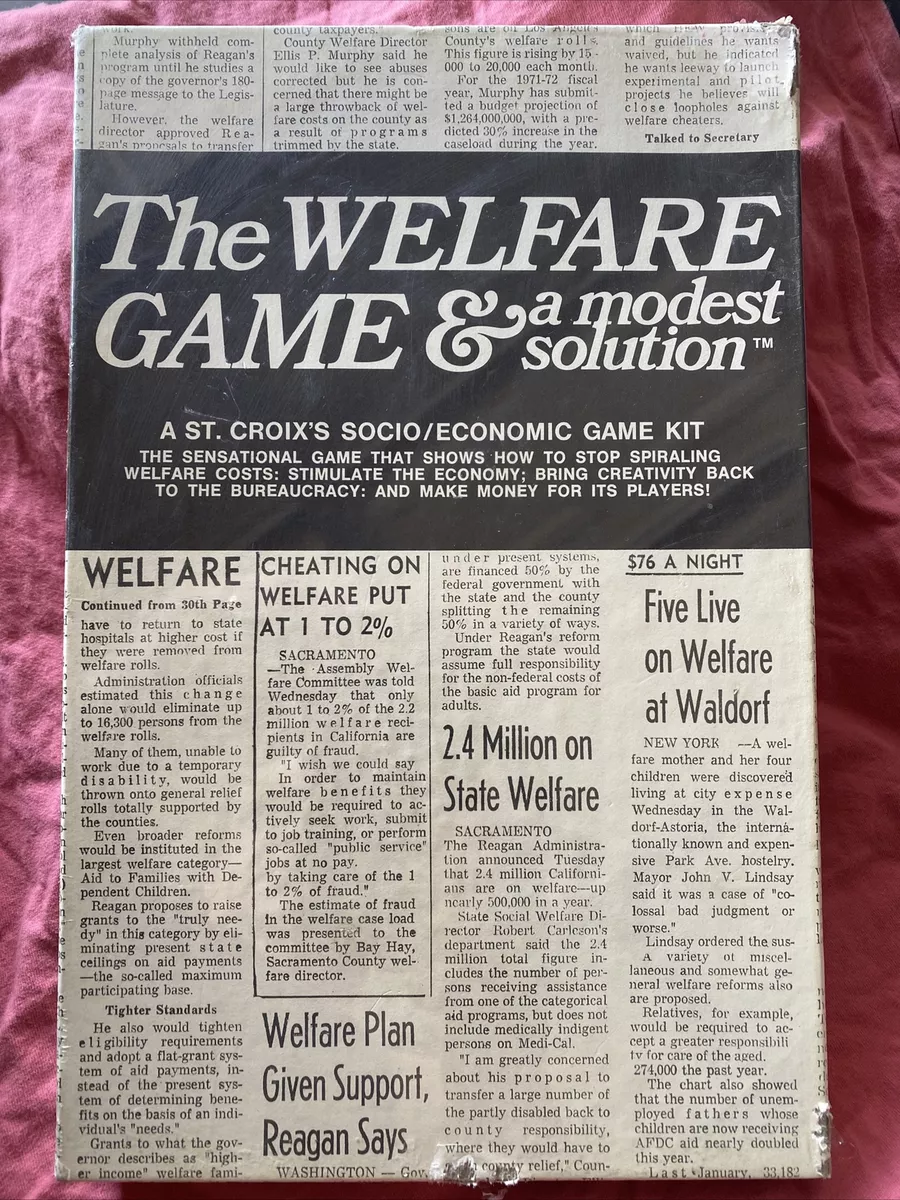 work.
Murphy withheld com-
plete analysis of Reagan's
program until he studies a
copy of the governor's 180-
page message to the Legis-
lature.
However, the welfare
director approved Rea-
gan's proposals to transfer
county taxpayers."
County Welfare Director
Ellis P. Murphy said he
would like to see abuses
corrected but he is con-
cerned that there might be
a large throwback of wel-
fare costs on the county as
a result of programs
trimmed by the state.
sons are on Los Angeles
County's welfare rolls.
This figure is rising by 15-
000 to 20,000 each month.
For the 1971-72 fiscal
year, Murphy has submit-
ted a budget projection of
$1,264,000,000, with a pre-
dicted 30% increase in the
caseload during the year.
which
and guidelines he wants
waived, but he indicated
he wants leeway to launch
experimental and pilot
projects he believes will
close loopholes against
welfare cheaters.
Talked to Secretary
The WELFARE
GAME & a modest
solution™
A ST. CROIX'S SOCIO/ECONOMIC GAME KIT
THE SENSATIONAL GAME THAT SHOWS HOW TO STOP SPIRALING
WELFARE COSTS: STIMULATE THE ECONOMY; BRING CREATIVITY BACK
TO THE BUREAUCRACY: AND MAKE MONEY FOR ITS PLAYERS!
WELFARE
Continued from 30th Page
have to return to state
hospitals at higher cost if
they were removed from
welfare rolls.
Administration officials
estimated this change
alone would eliminate up
to 16,300 persons from the
welfare rolls.
Many of them, unable to
work due to a temporary
disability, would be
thrown onto general relief
rolls totally supported by
the counties.
Even broader reforms
would be instituted in the
largest welfare category—
Aid to Families with De-
pendent Children.
Reagan proposes to raise
grants to the "truly nee-
dy" in this category by eli-
minating present state
ceilings on aid payments
—the so-called maximum
participating base.
Tighter Standards
He also would tighten
eligibility requirements
and adopt a flat-grant sys-
tem of aid payments, in-
stead of the present sys-
tem of determining bene-
fits on the basis of an indi-
vidual's "needs."
Grants to what the gov-
ernor describes as "high-
er income" welfare fami-
CHEATING ON
WELFARE PUT
AT 1 TO 2%
SACRAMENTO
—The Assembly Wel-
fare Committee was told
Wednesday that only
about 1 to 2% of the 2.2
million welfare reci-
pients in California are
guilty of fraud.
"I wish we could say
In order to maintain
welfare benefits they
would be required to ac-
tively seek work, submit
to job training, or perform
so-called "public service"
jobs at no pay.
by taking care of the 1
to 2% of fraud."
The estimate of fraud
in the welfare case load
was presented to the
committee by Bay Hay,
Sacramento County wel-
fare director.
Welfare Plan
Given Support,
Reagan Says
WASHINGTON — Gov.
under present systems,
are financed 50% by the
federal government with
the state and the county
splitting the remaining
50% in a variety of ways.
Under Reagan's reform
program the state would
assume full responsibility
for the non-federal costs of
the basic aid program for
adults.
2.4 Million on
State Welfare
SACRAMENTO
The Reagan Administra-
tion announced Tuesday
that 2.4 million Californi-
ans are on welfare—up
nearly 500,000 in a year.
State Social Welfare Di-
rector Robert Carleson's
department said the 2.4
million total figure in-
cludes the number of per-
sons receiving assistance
from one of the categorical
aid programs, but does not
include medically indigent
persons on Medi-Cal.
"I am greatly concerned
about his proposal to
transfer a large number of
the partly disabled back to
county responsibility,
where they would have to
county relief," Coun-
$76 A NIGHT
Five Live
on Welfare
at Waldorf
NEW YORK —A wel-
fare mother and her four
children were discovered
living at city expense
Wednesday in the Wal-
dorf-Astoria, the interna-
tionally known and expen-
sive Park Ave. hostelry.
Mayor John V. Lindsay
said it was a case of "co-
lossal bad judgment or
worse."
Lindsay ordered the sus-
A variety of miscel-
laneous and somewhat ge-
neral welfare reforms also
are proposed.
Relatives, for example,
would be required to ac-
cept a greater responsibili
ty for care of the aged.
274,000 the past year.
The chart also showed
that the number of unem-
ployed fathers whose
children are now receiving
AFDC aid nearly doubled
this year.
Last January, 33,182